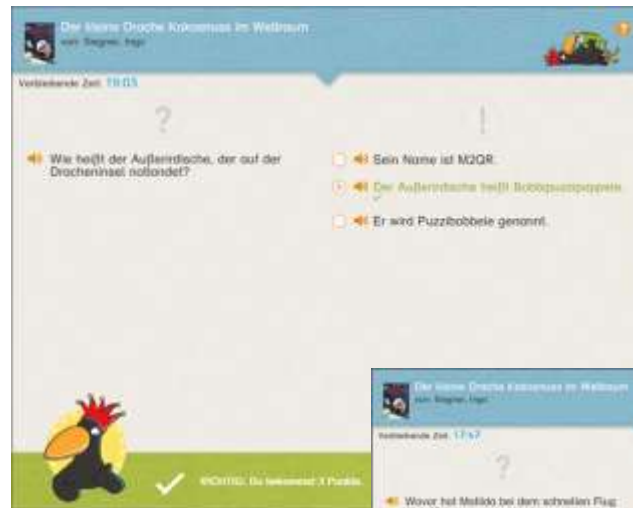 Der kleine Drache Kokosnuss im Weltraum
von: Siegner, Ingo
Verbleibende Zeit: 19:03
?
!
Wie heißt der Außerirdische, der auf der
Dracheninsel notlandet?
Sein Name ist M2QR.
Der Außerirdische heißt
Er wird Puzzibobbele genannt.
RICHTIG. Du bekommst 3 Punkte.
Der kleine Drache Kokosnuss im Weltraum
von: Siegner, Ingo
Verbleibende Zeit: 17:47
?
Wovor hat Matilda bei dem schnellen Flug